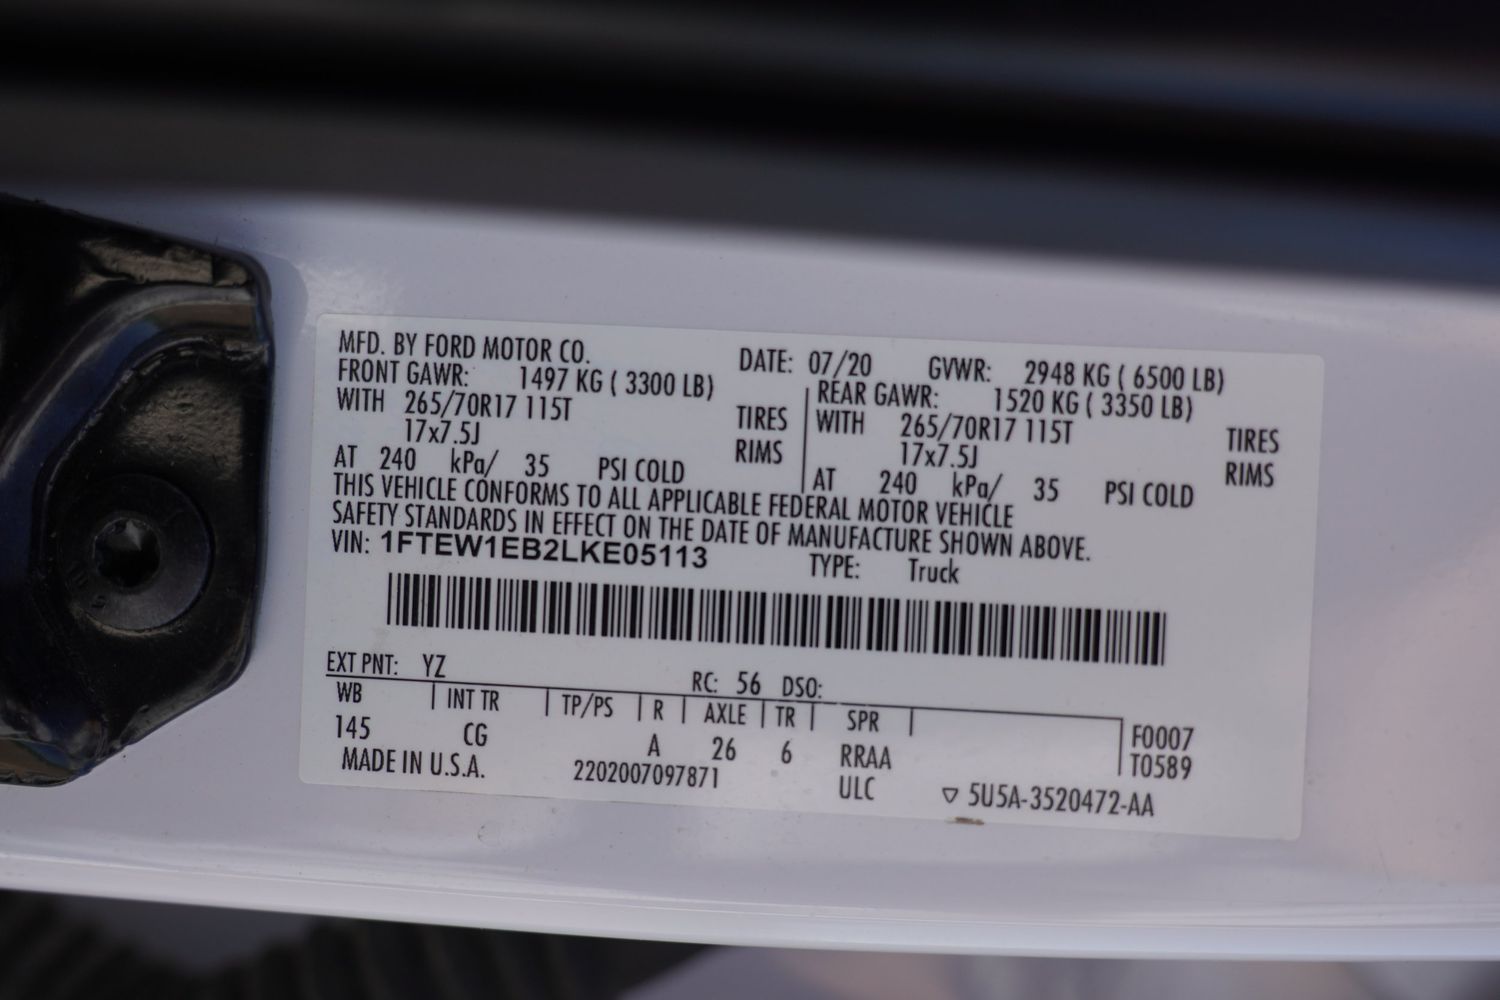 MFD. BY FORD MOTOR CO. DATE: 07/20 GVWR: 2948 KG ( 6500 LB)
FRONT GAWR: 1497 KG ( 3300 LB) REAR GAWR: 1520 KG ( 3350 LB)
WITH 265/70R17 115T TIRES WITH 265/70R17 115T TIRES
17x7.5J RIMS 17x7.5J RIMS
AT 240 kPa/ 35 PSI COLD AT 240 kPa/ 35 PSI COLD
THIS VEHICLE CONFORMS TO ALL APPLICABLE FEDERAL MOTOR VEHICLE
SAFETY STANDARDS IN EFFECT ON THE DATE OF MANUFACTURE SHOWN ABOVE.
VIN: 1FTEW1EB2LKE05113 TYPE: Truck
EXT PNT: YZ RC: 56 DSO:
WB INT TR TP/PS R AXLE TR SPR
145 CG A 26 6 RRAA F0007
T0589
MADE IN U.S.A. 2202007097871 ULC ▽ 5U5A-3520472-AA